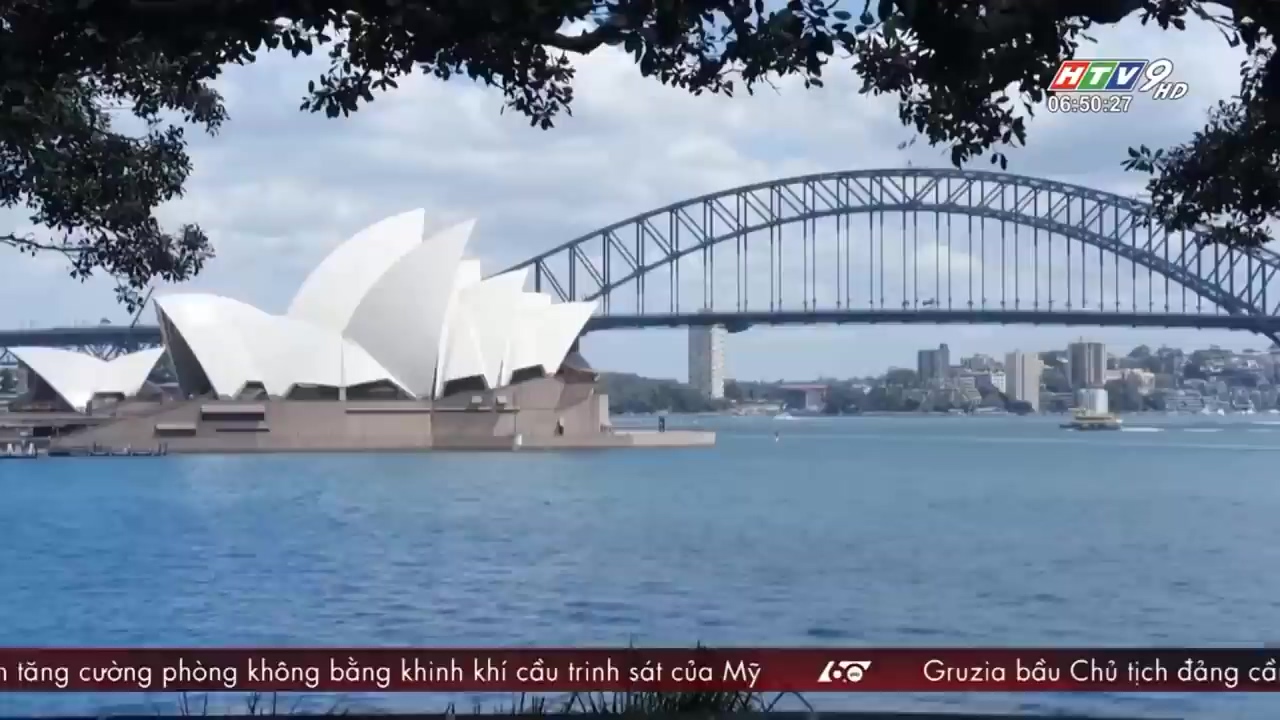 HTV9 HD
06:50:27
tăng cường phòng không bằng khinh khí cầu trinh sát của Mỹ 60 Gruzia bầu Chủ tịch đảng